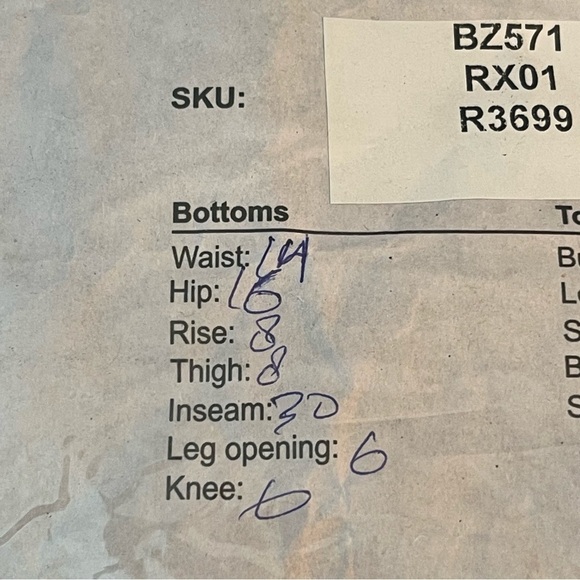 BZ571
RX01
R3699
SKU:
Bottoms
Waist: 14
Hip: 16
Rise: 8
Thigh: 8
Inseam: 30
Leg opening: 6
Knee: 6